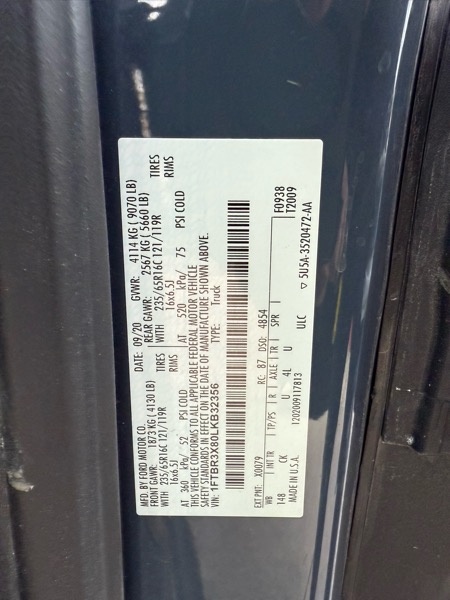 MFD. BY FORD MOTOR CO. 09/20 GVWR: 4114 KG ( 9070 LB)
FRONT GAWR: 1873 KG ( 4130 LB) REAR GAWR: 2567 KG ( 5660 LB)
WITH 235/65R16C 121/119R TIRES WITH 235/65R16C 121/119R TIRES
16x6.5J RIMS 16x6.5J RIMS
AT 360 kPa/ 52 PSI COLD AT 520 kPa/ 75 PSI COLD
THIS VEHICLE CONFORMS TO ALL APPLICABLE FEDERAL MOTOR VEHICLE
SAFETY STANDARDS IN EFFECT ON THE DATE OF MANUFACTURE SHOWN ABOVE.
VIN: 1FTBR3X80LKB32356 TYPE: Truck
F0938
T2009
EXT PNT: X0079 RC: 87 DSO: 4854
WB INT TR TP/PS R AXLE TR SPR
148 CK U 4L U
ULC ▽ 5U5A-3520472-AA
MADE IN U.S.A. 1202009117813